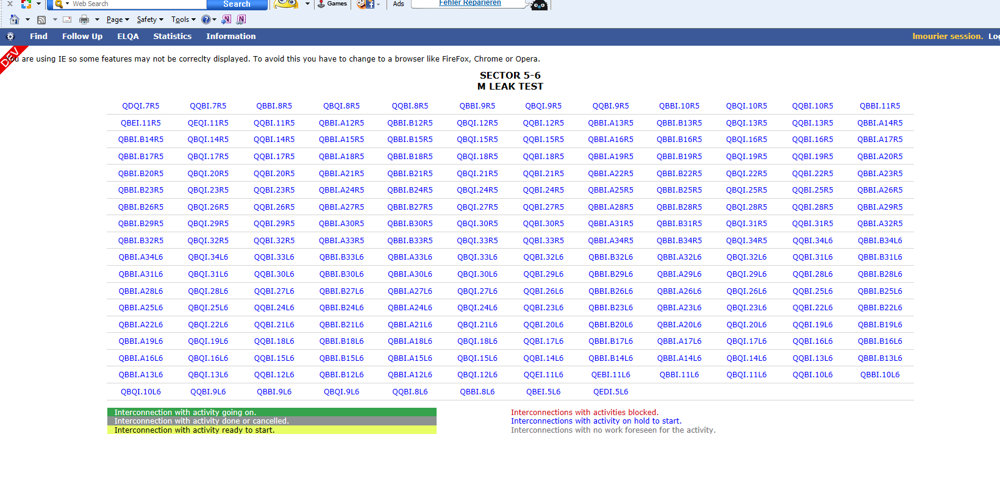 Web Search Search Games Ads Fehler Reparieren
Page Safety Tools
Find Follow Up ELQA Statistics Information lmourier session. Log
DEV
You are using IE so some features may not be correclty displayed. To avoid this you have to change to a browser like FireFox, Chrome or Opera.
SECTOR 5-6
M LEAK TEST
QDQI.7R5 QQBI.7R5 QBBI.8R5 QBQI.8R5 QQBI.8R5 QBBI.9R5 QBQI.9R5 QQBI.9R5 QBBI.10R5 QBQI.10R5 QQBI.10R5 QBBI.11R5
QBEI.11R5 QEQI.11R5 QQBI.11R5 QBBI.A12R5 QBBI.B12R5 QBQI.12R5 QQBI.12R5 QBBI.A13R5 QBBI.B13R5 QBQI.13R5 QQBI.13R5 QBBI.A14R5
QBBI.B14R5 QBQI.14R5 QQBI.14R5 QBBI.A15R5 QBBI.B15R5 QBQI.15R5 QQBI.15R5 QBBI.A16R5 QBBI.B16R5 QBQI.16R5 QQBI.16R5 QBBI.A17R5
QBBI.B17R5 QBQI.17R5 QQBI.17R5 QBBI.A18R5 QBBI.B18R5 QBQI.18R5 QQBI.18R5 QBBI.A19R5 QBBI.B19R5 QBQI.19R5 QQBI.19R5 QBBI.A20R5
QBBI.B20R5 QBQI.20R5 QQBI.20R5 QBBI.A21R5 QBBI.B21R5 QBQI.21R5 QQBI.21R5 QBBI.A22R5 QBBI.B22R5 QBQI.22R5 QQBI.22R5 QBBI.A23R5
QBBI.B23R5 QBQI.23R5 QQBI.23R5 QBBI.A24R5 QBBI.B24R5 QBQI.24R5 QQBI.24R5 QBBI.A25R5 QBBI.B25R5 QBQI.25R5 QQBI.25R5 QBBI.A26R5
QBBI.B26R5 QBQI.26R5 QQBI.26R5 QBBI.A27R5 QBBI.B27R5 QBQI.27R5 QQBI.27R5 QBBI.A28R5 QBBI.B28R5 QBQI.28R5 QQBI.28R5 QBBI.A29R5
QBBI.B29R5 QBQI.29R5 QQBI.29R5 QBBI.A30R5 QBBI.B30R5 QBQI.30R5 QQBI.30R5 QBBI.A31R5 QBBI.B31R5 QBQI.31R5 QQBI.31R5 QBBI.A32R5
QBBI.B32R5 QBQI.32R5 QQBI.32R5 QBBI.A33R5 QBBI.B33R5 QBQI.33R5 QQBI.33R5 QBBI.A34R5 QBBI.B34R5 QBQI.34R5 QQBI.34L6 QBBI.B34L6
QBBI.A34L6 QBQI.34L6 QQBI.33L6 QBBI.B33L6 QBBI.A33L6 QBQI.33L6 QQBI.32L6 QBBI.B32L6 QBBI.A32L6 QBQI.32L6 QQBI.31L6 QBBI.B31L6
QBBI.A31L6 QBQI.31L6 QQBI.30L6 QBBI.B30L6 QBBI.A30L6 QBQI.30L6 QQBI.29L6 QBBI.B29L6 QBBI.A29L6 QBQI.29L6 QQBI.28L6 QBBI.B28L6
QBBI.A28L6 QBQI.28L6 QQBI.27L6 QBBI.B27L6 QBBI.A27L6 QBQI.27L6 QQBI.26L6 QBBI.B26L6 QBBI.A26L6 QBQI.26L6 QQBI.25L6 QBBI.B25L6
QBBI.A25L6 QBQI.25L6 QQBI.24L6 QBBI.B24L6 QBBI.A24L6 QBQI.24L6 QQBI.23L6 QBBI.B23L6 QBBI.A23L6 QBQI.23L6 QQBI.22L6 QBBI.B22L6
QBBI.A22L6 QBQI.22L6 QQBI.21L6 QBBI.B21L6 QBBI.A21L6 QBQI.21L6 QQBI.20L6 QBBI.B20L6 QBBI.A20L6 QBQI.20L6 QQBI.19L6 QBBI.B19L6
QBBI.A19L6 QBQI.19L6 QQBI.18L6 QBBI.B18L6 QBBI.A18L6 QBQI.18L6 QQBI.17L6 QBBI.B17L6 QBBI.A17L6 QBQI.17L6 QQBI.16L6 QBBI.B16L6
QBBI.A16L6 QBQI.16L6 QQBI.15L6 QBBI.B15L6 QBBI.A15L6 QBQI.15L6 QQBI.14L6 QBBI.B14L6 QBBI.A14L6 QBQI.14L6 QQBI.13L6 QBBI.B13L6
QBBI.A13L6 QBQI.13L6 QQBI.12L6 QBBI.B12L6 QBBI.A12L6 QBQI.12L6 QQEI.11L6 QEBI.11L6 QBBI.11L6 QBQI.11L6 QQBI.10L6 QBBI.10L6
QBQI.10L6 QQBI.9L6 QBBI.9L6 QBQI.9L6 QQBI.8L6 QBBI.8L6 QBEI.5L6 QEDI.5L6
Interconnection with activity going on. Interconnections with activities blocked.
Interconnection with activity done or cancelled. Interconnections with activity on hold to start.
Interconnection with activity ready to start. Interconnections with no work foreseen for the activity.